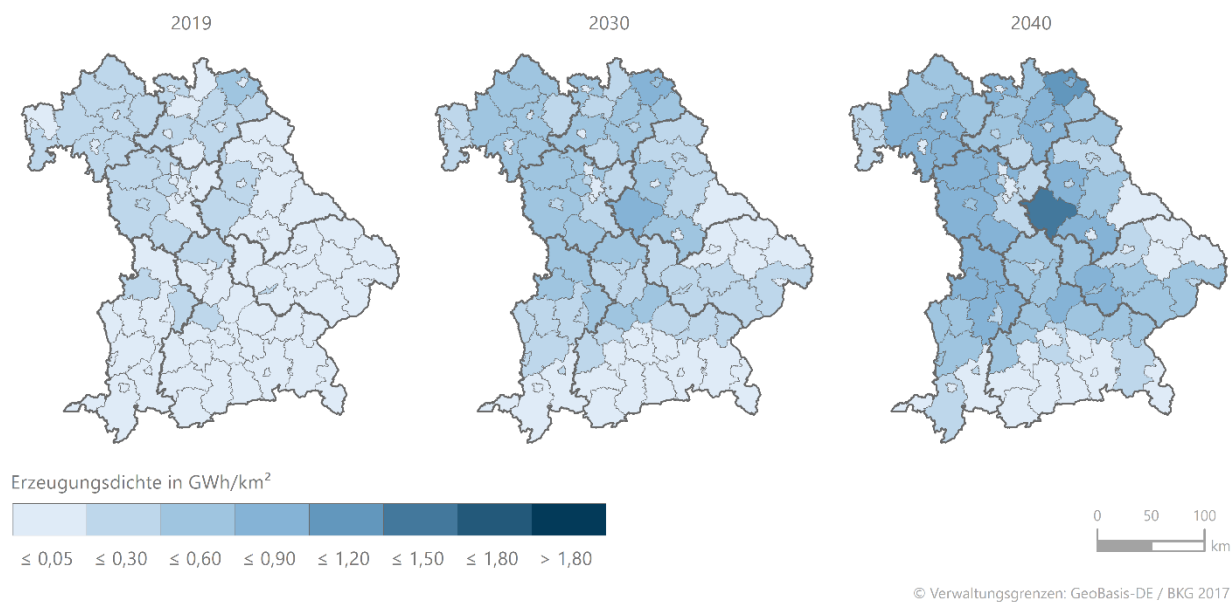 2019 2030 2040
Erzeugungsdichte in GWh/km²
≤ 0,05 ≤ 0,30 ≤ 0,60 ≤ 0,90 ≤ 1,20 ≤ 1,50 ≤ 1,80 > 1,80
0 50 100
km
© Verwaltungsgrenzen: GeoBasis-DE / BKG 2017